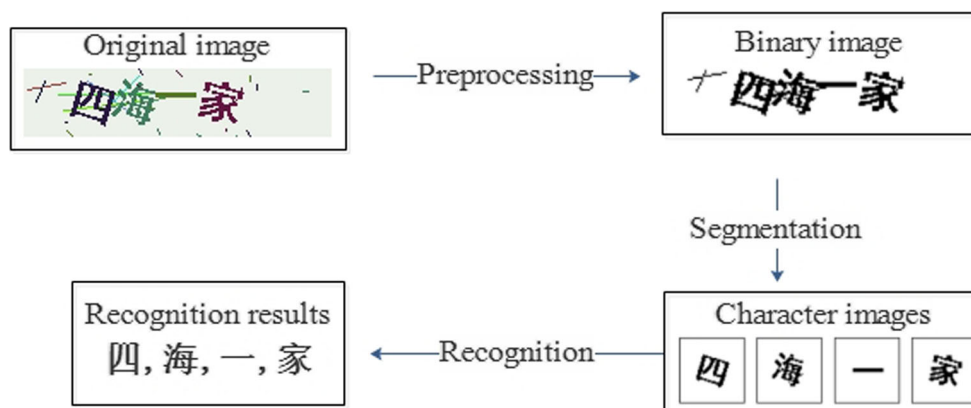 Original image
四海一家
Preprocessing
Binary image
四海一家
Segmentation
Character images
四 海 一 家
Recognition
Recognition results
四, 海, 一, 家